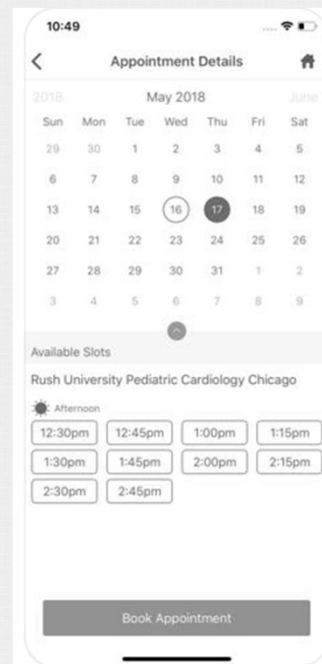 10:49
Appointment Details
2018 May 2018 June
Sun Mon Tue Wed Thu Fri Sat
29 30 1 2 3 4 5
6 7 8 9 10 11 12
13 14 15 16 17 18 19
20 21 22 23 24 25 26
27 28 29 30 31 1 2
3 4 5 6 7 8 9
Available Slots
Rush University Pediatric Cardiology Chicago
Afternoon
12:30pm 12:45pm 1:00pm 1:15pm
1:30pm 1:45pm 2:00pm 2:15pm
2:30pm 2:45pm
Book Appointment